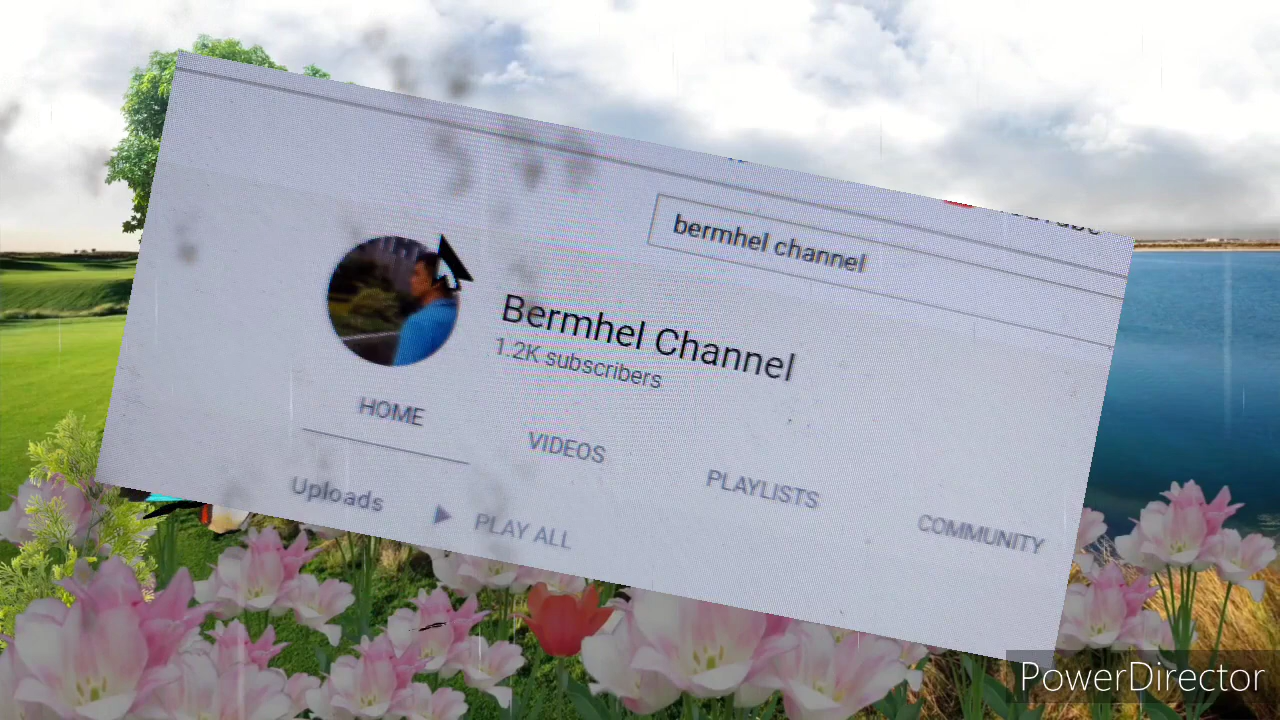 bermhel channel
Bermhel Channel
1.2K subscribers
HOME
VIDEOS
PLAYLISTS
COMMUNITY
Uploads
PLAY ALL
PowerDirector